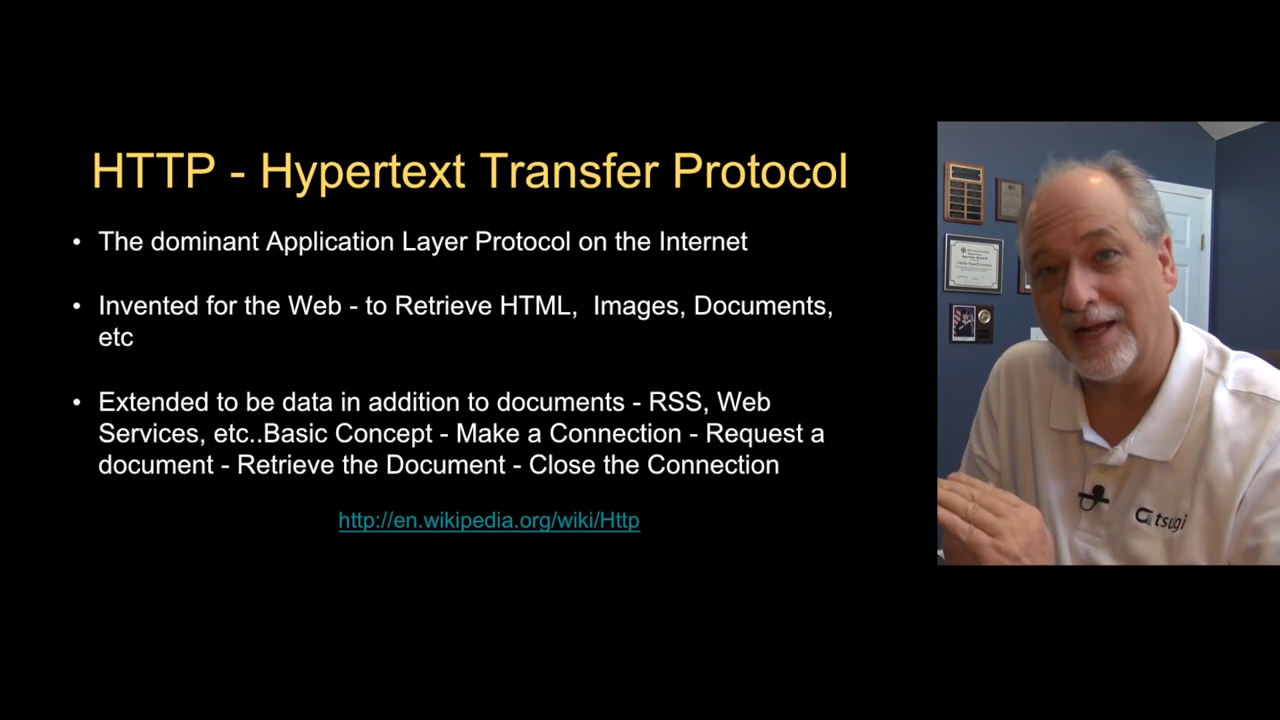 HTTP - Hypertext Transfer Protocol
• The dominant Application Layer Protocol on the Internet
• Invented for the Web - to Retrieve HTML,  Images, Documents,
etc
• Extended to be data in addition to documents - RSS, Web
Services, etc..Basic Concept - Make a Connection - Request a
document - Retrieve the Document - Close the Connection
http://en.wikipedia.org/wiki/Http
tsugi